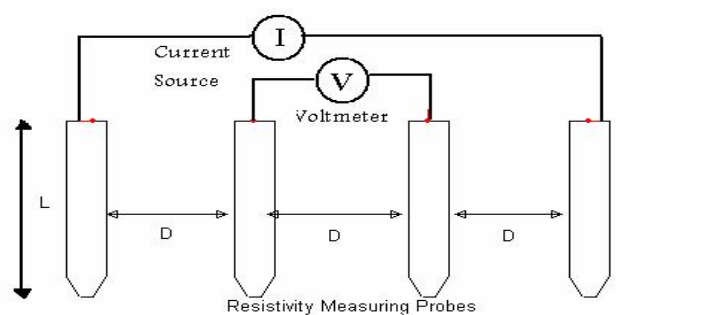 I
Current
Source
V
Voltmeter
L
D
D
D
Resistivity Measuring Probes